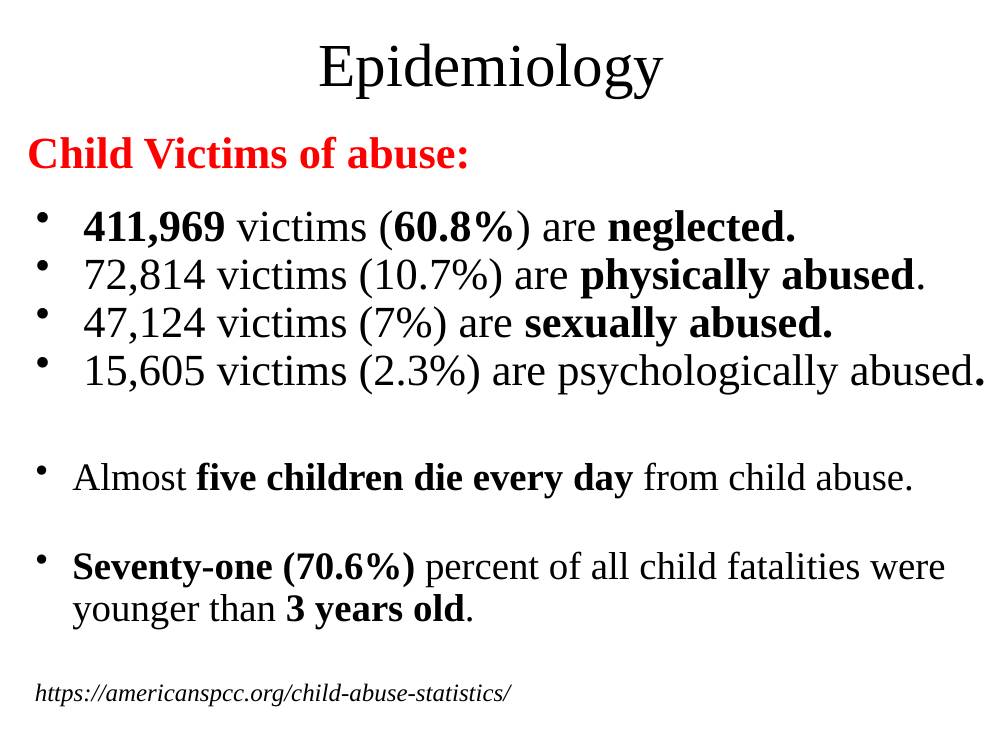 Epidemiology
Child Victims of abuse:
• 411,969 victims (60.8%) are neglected.
• 72,814 victims (10.7%) are physically abused.
• 47,124 victims (7%) are sexually abused.
• 15,605 victims (2.3%) are psychologically abused.
• Almost five children die every day from child abuse.
• Seventy-one (70.6%) percent of all child fatalities were
younger than 3 years old.
https://americanspcc.org/child-abuse-statistics/